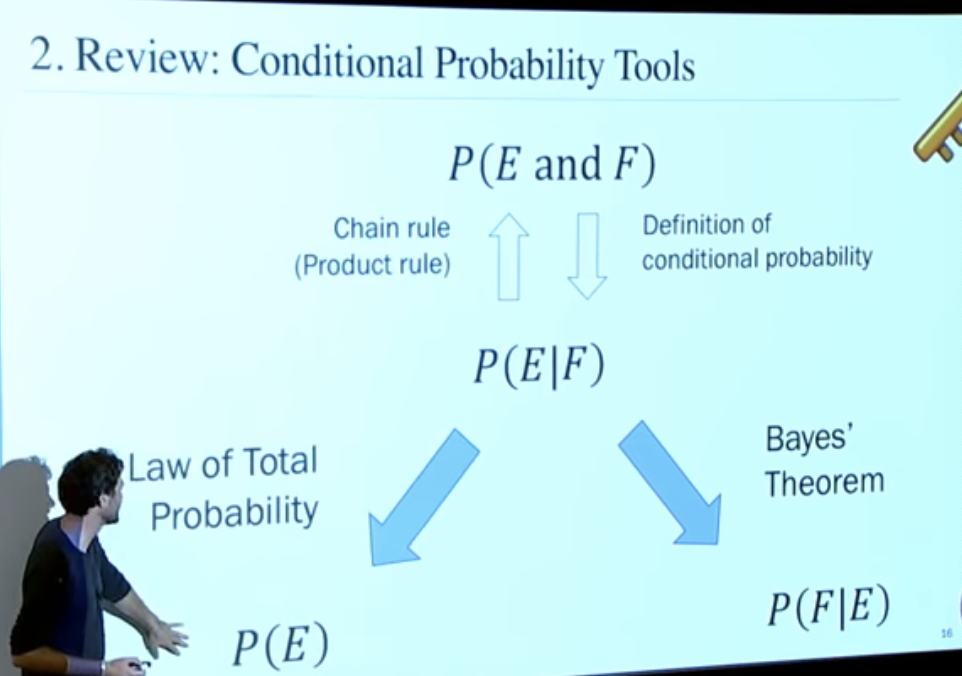 2. Review: Conditional Probability Tools
P(E and F)
Chain rule
(Product rule)
Definition of
conditional probability
P(E|F)
Law of Total
Probability
Bayes’
Theorem
P(E)
P(F|E)
16